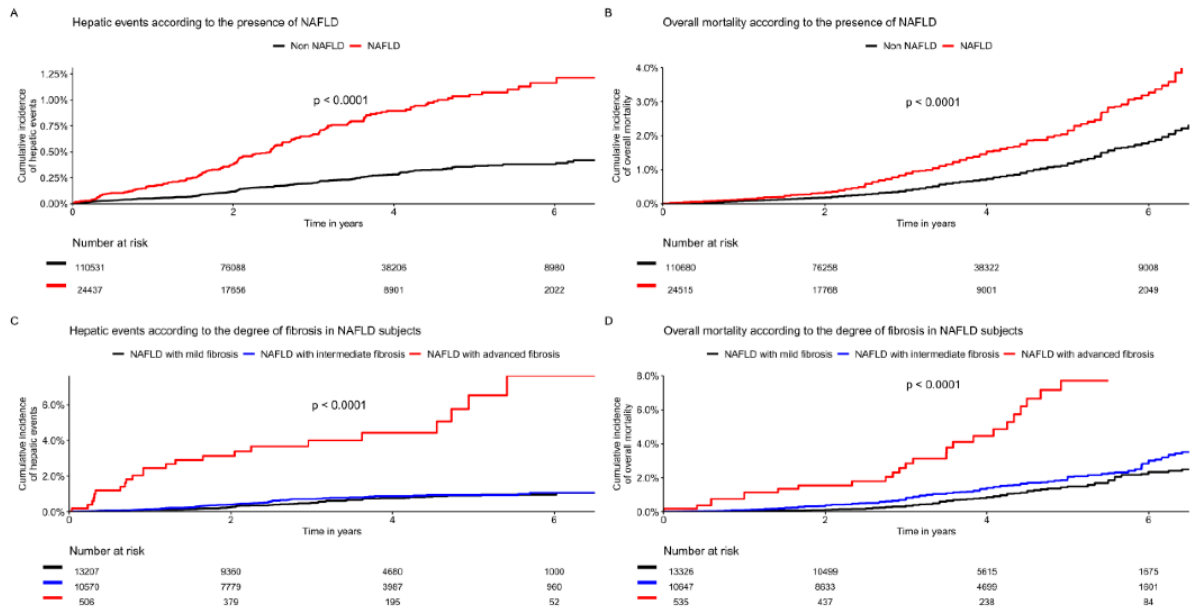 A
Hepatic events according to the presence of NAFLD
Non NAFLD NAFLD
1.25%
1.00%
0.75%
0.50%
0.25%
0.00%
Cumulative incidence
of hepatic events
p < 0.0001
0 2 4 6
Time in years
Number at risk
110531 76088 38206 8980
24437 17656 8901 2022
B
Overall mortality according to the presence of NAFLD
Non NAFLD NAFLD
4.0%
3.0%
2.0%
1.0%
0.0%
Cumulative incidence
of overall mortality
p < 0.0001
0 2 4 6
Time in years
Number at risk
110680 76258 38322 9008
24515 17768 9001 2049
C
Hepatic events according to the degree of fibrosis in NAFLD subjects
NAFLD with mild fibrosis NAFLD with intermediate fibrosis NAFLD with advanced fibrosis
6.0%
4.0%
2.0%
0.0%
Cumulative incidence
of hepatic events
p < 0.0001
0 2 4 6
Time in years
Number at risk
13207 9360 4680 1000
10570 7779 3967 960
506 379 195 52
D
Overall mortality according to the degree of fibrosis in NAFLD subjects
NAFLD with mild fibrosis NAFLD with intermediate fibrosis NAFLD with advanced fibrosis
8.0%
6.0%
4.0%
2.0%
0.0%
Cumulative incidence
of overall mortality
p < 0.0001
0 2 4 6
Time in years
Number at risk
13326 10499 5615 1675
10647 8633 4699 1601
535 437 238 84